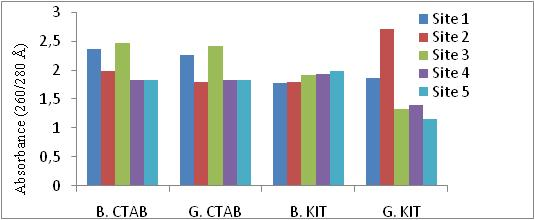 Absorbance (260/280 Å)
3
2,5
2
1,5
1
0,5
0
B. CTAB
G. CTAB
B. KIT
G. KIT
Site 1
Site 2
Site 3
Site 4
Site 5